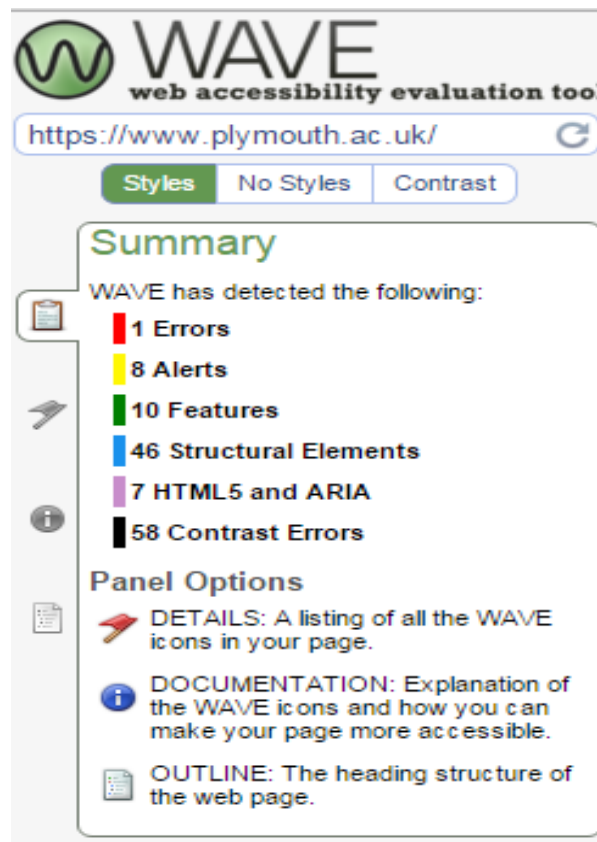 WAVE
web accessibility evaluation tool
https://www.plymouth.ac.uk/
Styles No Styles Contrast
Summary
WAVE has detected the following:
1 Errors
8 Alerts
10 Features
46 Structural Elements
7 HTML5 and ARIA
58 Contrast Errors
Panel Options
DETAILS: A listing of all the WAVE
icons in your page.
DOCUMENTATION: Explanation of
the WAVE icons and how you can
make your page more accessible.
OUTLINE: The heading structure of
the web page.